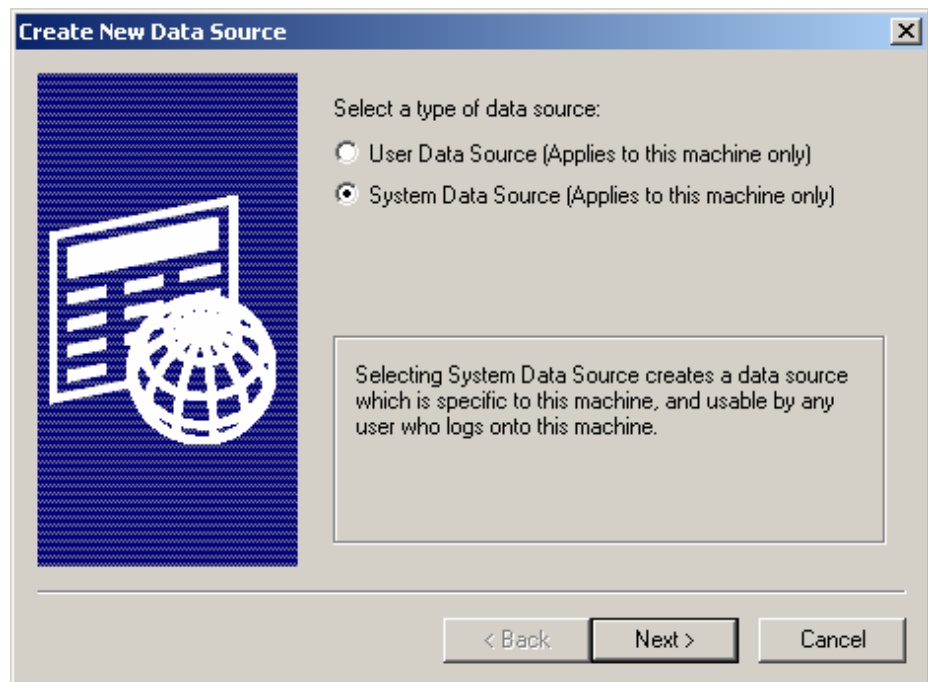 Create New Data Source
Select a type of data source:
User Data Source (Applies to this machine only)
System Data Source (Applies to this machine only)
Selecting System Data Source creates a data source
which is specific to this machine, and usable by any
user who logs onto this machine.
< Back
Next >
Cancel